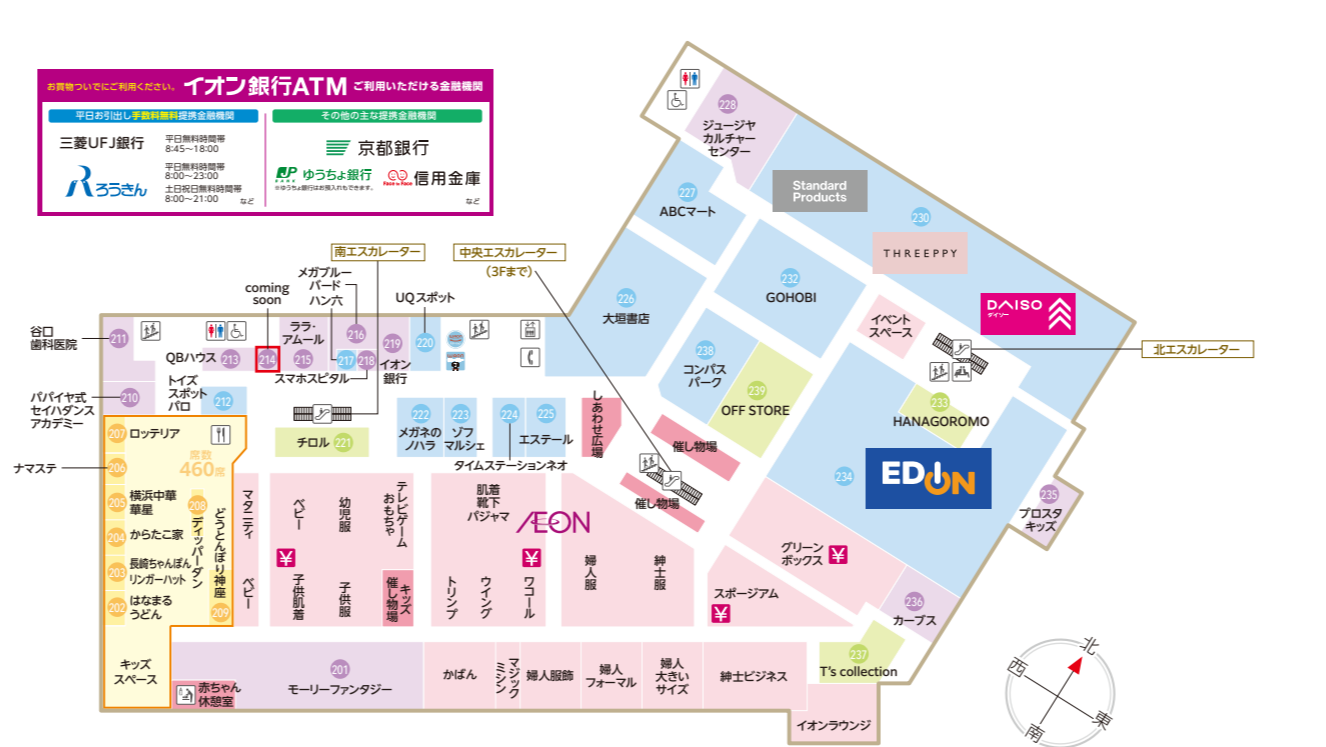 お買物ついでにご利用ください。 イオン銀行ATM ご利用いただける金融機関
平日お引出し手数料無料提携金融機関
三菱UFJ銀行
平日無料時間帯
8:45〜18:00
ろうきん
平日無料時間帯
8:00〜23:00
土日祝日無料時間帯
8:00〜21:00
など
その他の主な提携金融機関
京都銀行
JP
BANK
ゆうちょ銀行
※ゆうちょ銀行はお預入れもできます。
Face to Face
信用金庫
など
228
ジュージヤ
カルチャー
センター
227
ABCマート
Standard
Products
230
THREEPPY
DAISO
ダイソー
232
GOHOBI
226
大垣書店
イベント
スペース
北エスカレーター
238
コンパス
パーク
239
OFF STORE
233
HANAGOROMO
234
EDION
235
プロスタ
キッズ
南エスカレーター
中央エスカレーター
(3Fまで)
メガブルー
バード
ハン六
coming
soon
UQスポット
谷口
歯科医院
211
QBハウス 213
214
ララ・
アムール
215
216
217
218
スマホスピタル
219
イオン
銀行
220
パパイヤ式
セイハダンス
アカデミー
210
トイズ
スポット
パロ
212
チロル 221
222
メガネの
ノハラ
223
ゾフ
マルシェ
224
タイムステーションネオ
225
エステール
しあわせ広場
催し物場
催し物場
207 ロッテリア
席数
460席
ナマステ
206
205 横浜中華
華星
204 からたこ家
203 長崎ちゃんぽん
リンガーハット
202 はなまる
うどん
208
ディッパーダン
どうとんぼり神座
209
キッズ
スペース
マタニティ
ベビー
ベビー
幼児服
テレビゲーム
おもちゃ
¥
子供肌着
子供服
キッズ
催し物場
肌着
靴下
パジャマ
ÆON
¥
トリンプ
ウイング
ワコール
婦人服
紳士服
グリーン
ボックス
¥
スポージアム
¥
236
カーブス
237
T's collection
赤ちゃん
休憩室
201
モーリーファンタジー
かばん
マジック
ミシン
婦人服飾
婦人
フォーマル
婦人
大きい
サイズ
紳士ビジネス
イオンラウンジ
北
西
東
南